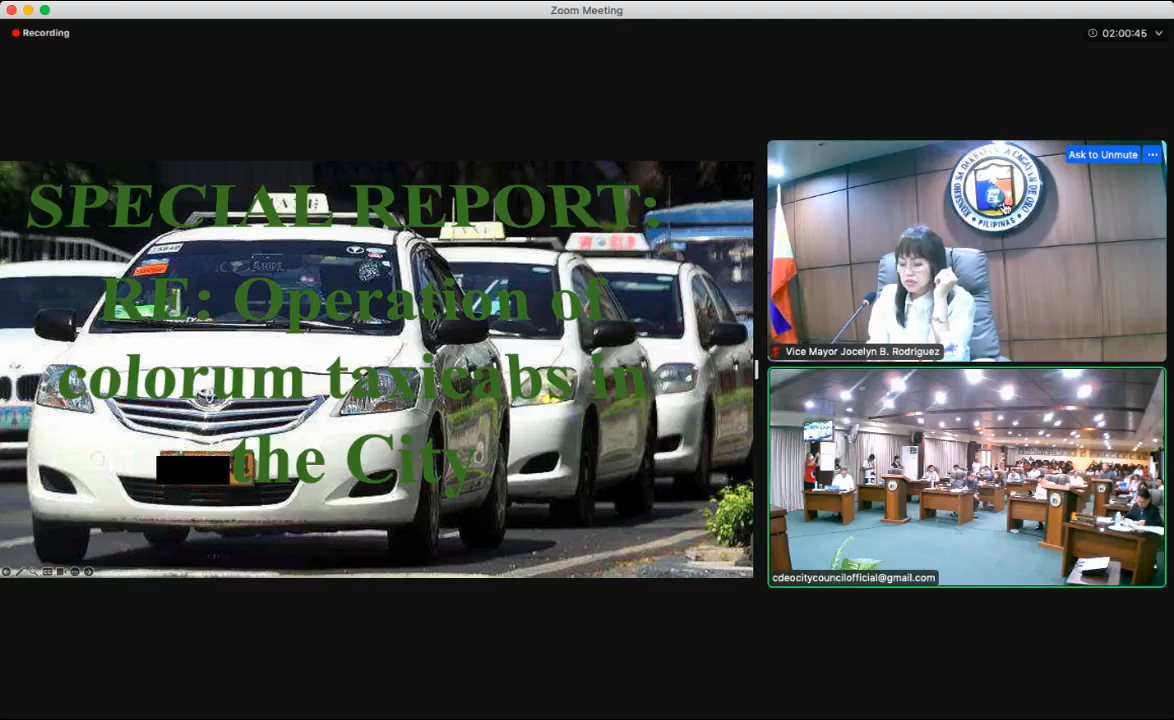 Zoom Meeting
Recording
02:00:45
SPECIAL REPORT:
RE: Operation of
colorum taxicabs in
the City
Ask to Unmute
PILIPINAS
Vice Mayor Jocelyn B. Rodriguez
cdeocitycouncilofficial@gmail.com